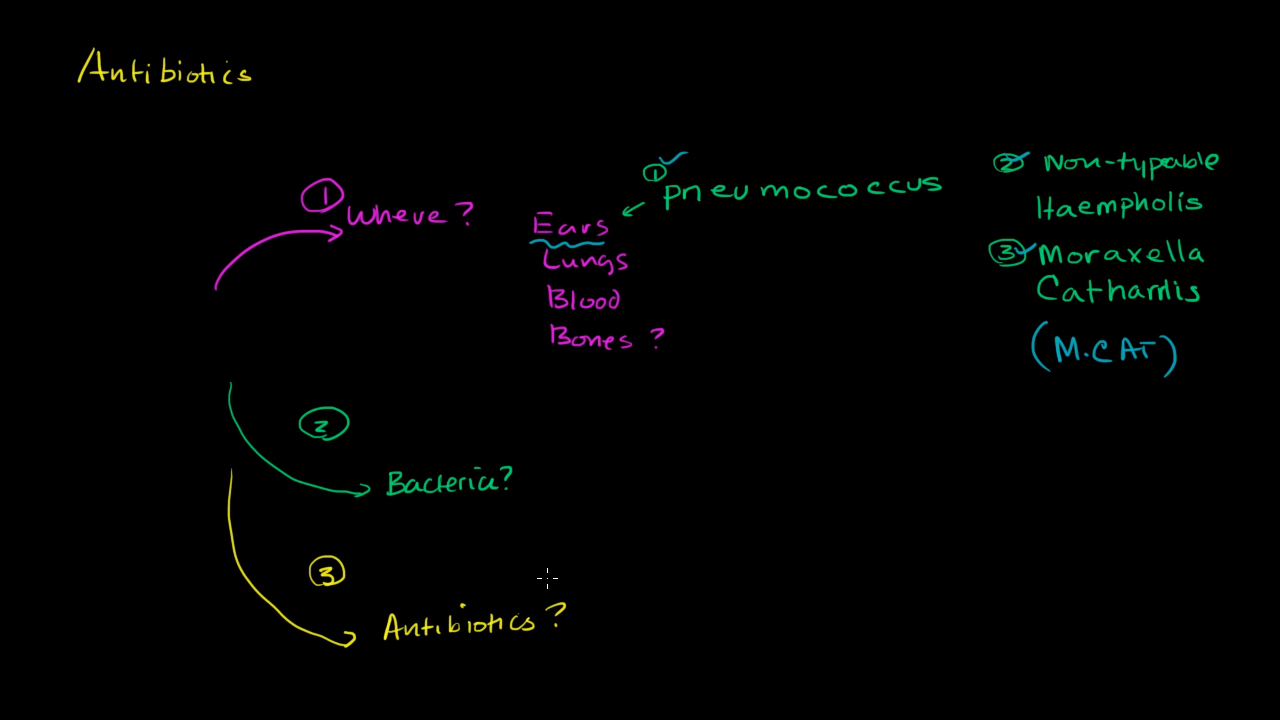 Antibiotics
① Where?
Ears
Lungs
Blood
Bones ?
① Pneumococcus
② Non-typable
Haempholis
③ Moraxella
Catharrlis
(M.CAT)
② Bacteria?
③ Antibiotics?